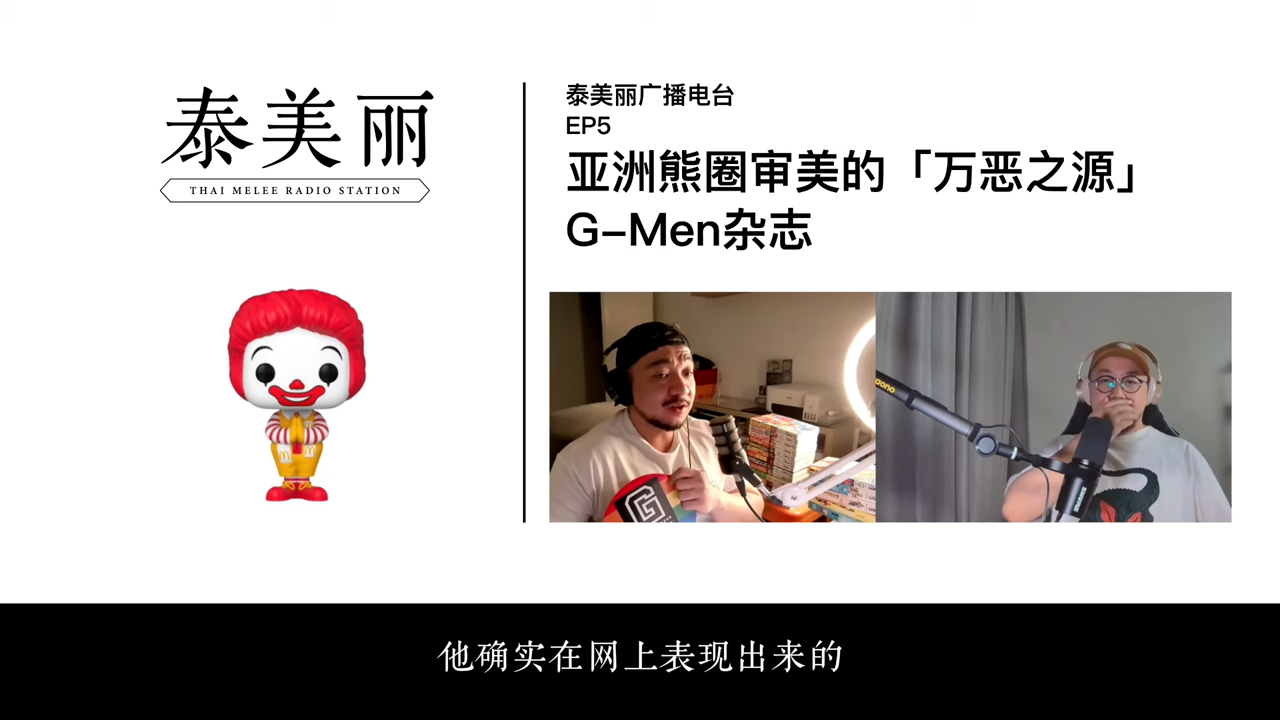 泰美丽
THAI MELEE RADIO STATION
泰美丽广播电台
EP5
亚洲熊圈审美的「万恶之源」
G-Men杂志
G
maono
SHURE
他确实在网上表现出来的